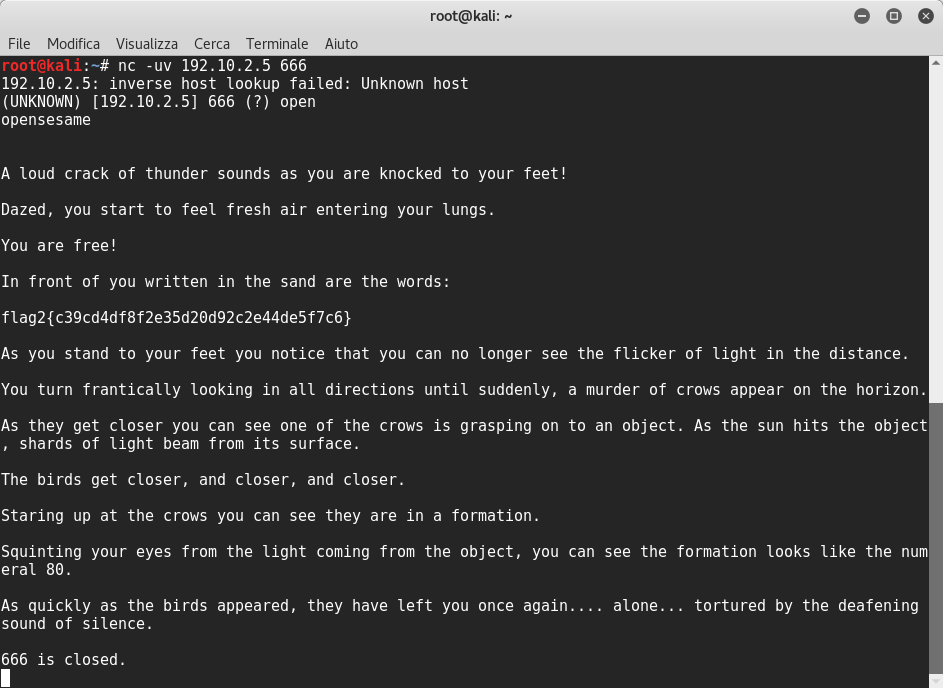 root@kali: ~
File Modifica Visualizza Cerca Terminale Aiuto
root@kali:~# nc -uv 192.10.2.5 666
192.10.2.5: inverse host lookup failed: Unknown host
(UNKNOWN) [192.10.2.5] 666 (?) open
opensesame
A loud crack of thunder sounds as you are knocked to your feet!
Dazed, you start to feel fresh air entering your lungs.
You are free!
In front of you written in the sand are the words:
flag2{c39cd4df8f2e35d20d92c2e44de5f7c6}
As you stand to your feet you notice that you can no longer see the flicker of light in the distance.
You turn frantically looking in all directions until suddenly, a murder of crows appear on the horizon.
As they get closer you can see one of the crows is grasping on to an object. As the sun hits the object
, shards of light beam from its surface.
The birds get closer, and closer, and closer.
Staring up at the crows you can see they are in a formation.
Squinting your eyes from the light coming from the object, you can see the formation looks like the num
eral 80.
As quickly as the birds appeared, they have left you once again.... alone... tortured by the deafening
sound of silence.
666 is closed.